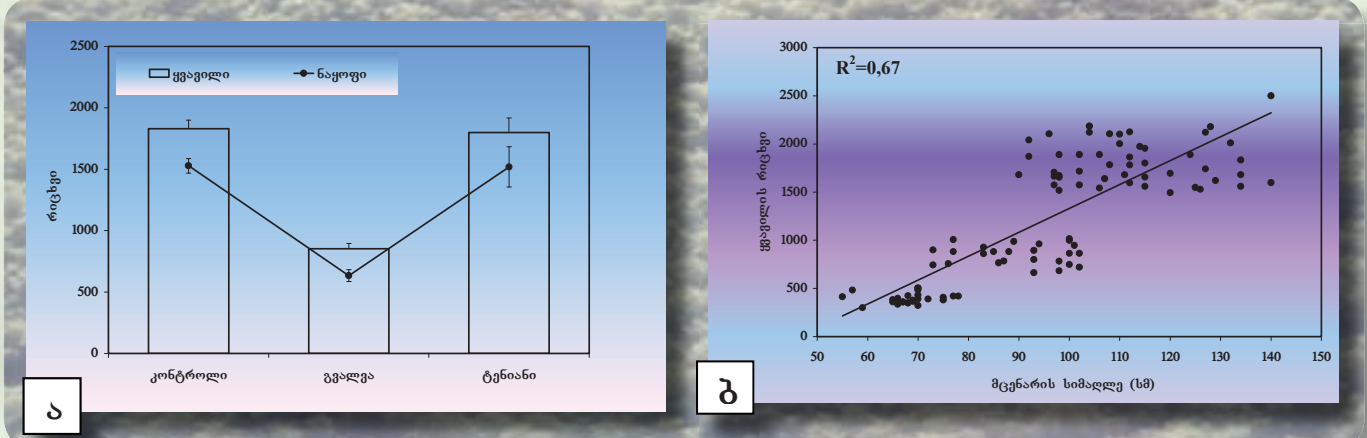 2500
2000
1500
1000
500
0
რიცხვი
ყვავილი ნაყოფი
კონტროლი გვალვა ტენიანი
ა
3000
2500
2000
1500
1000
500
0
ყვავილის რიცხვი
R²=0,67
50 60 70 80 90 100 110 120 130 140 150
მცენარის სიმაღლე (სმ)
ბ